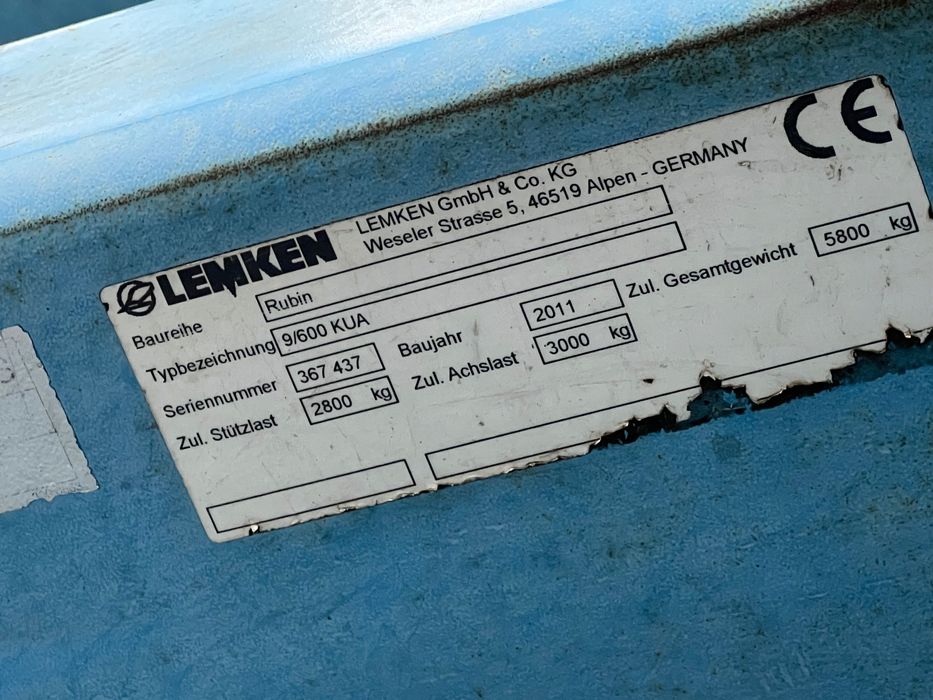 LEMKEN
LEMKEN GmbH & Co. KG
Weseler Strasse 5, 46519 Alpen - GERMANY
CE
Baureihe Rubin
Typbezeichnung 9/600 KUA
Seriennummer 367 437 Baujahr 2011 Zul. Gesamtgewicht 5800 kg
Zul. Stützlast 2800 kg Zul. Achslast 3000 kg